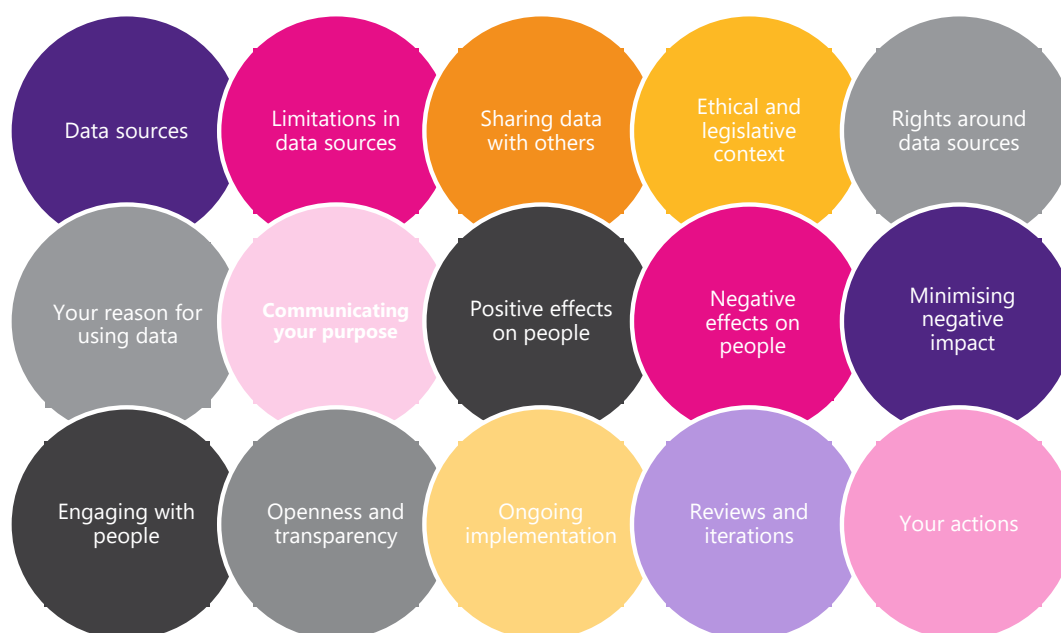 Data sources
Limitations in
data sources
Sharing data
with others
Ethical and
legislative
context
Rights around
data sources
Your reason for
using data
Communicating
your purpose
Positive effects
on people
Negative
effects on
people
Minimising
negative
impact
Engaging with
people
Openness and
transparency
Ongoing
implementation
Reviews and
iterations
Your actions